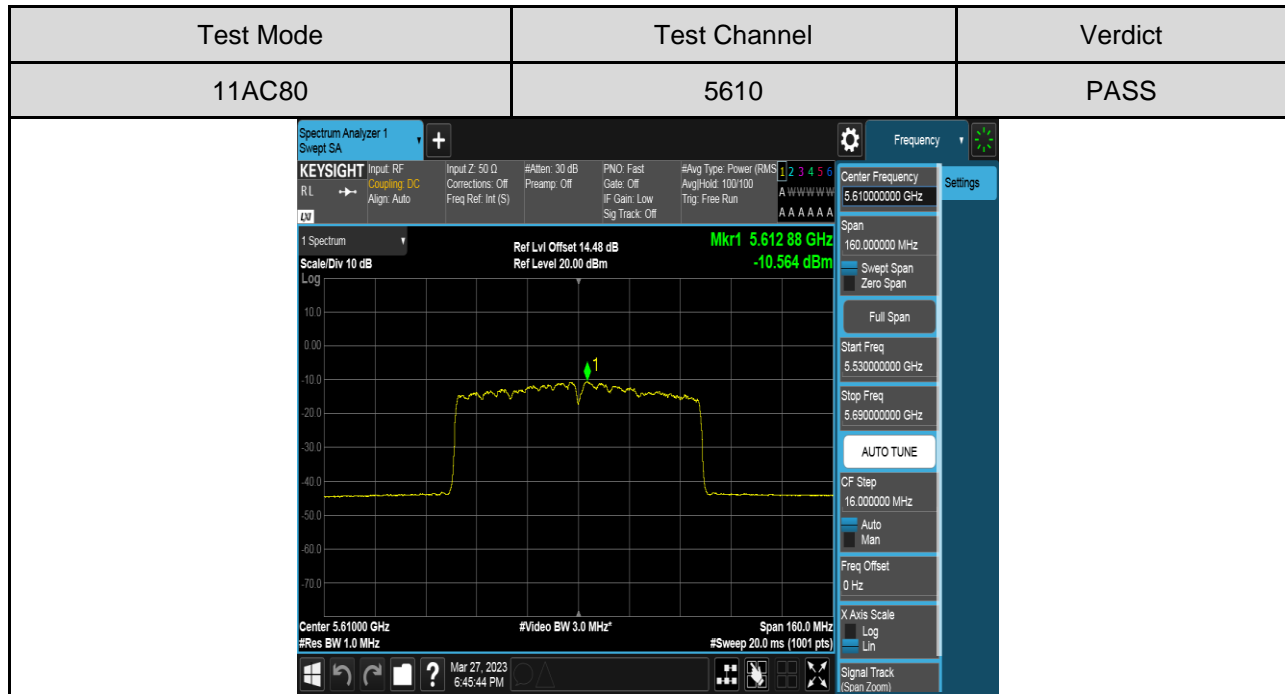 Test Mode Test Channel Verdict
11AC80 5610 PASS
Spectrum Analyzer 1
Swept SA
+
Frequency
KEYSIGHT Input: RF Input Z: 50 Ω #Atten: 30 dB PNO: Fast #Avg Type: Power (RMS 1 2 3 4 5 6
RL Coupling: DC Corrections: Off Preamp: Off Gate: Off Avg|Hold: 100/100 A W W W W W
Align: Auto Freq Ref: Int (S) IF Gain: Low Trig: Free Run
LXI Sig Track: Off A A A A A A
1 Spectrum Ref Lvl Offset 14.48 dB Mkr1 5.612 88 GHz
Scale/Div 10 dB Ref Level 20.00 dBm -10.564 dBm
Log
10.0
0.00
1
-10.0
-20.0
-30.0
-40.0
-50.0
-60.0
-70.0
Center 5.61000 GHz #Video BW 3.0 MHz* Span 160.0 MHz
#Res BW 1.0 MHz #Sweep 20.0 ms (1001 pts)
? Mar 27, 2023
6:45:44 PM
Center Frequency
5.610000000 GHz
Settings
Span
160.000000 MHz
Swept Span
Zero Span
Full Span
Start Freq
5.530000000 GHz
Stop Freq
5.690000000 GHz
AUTO TUNE
CF Step
16.000000 MHz
Auto
Man
Freq Offset
0 Hz
X Axis Scale
Log
Lin
Signal Track
(Span Zoom)